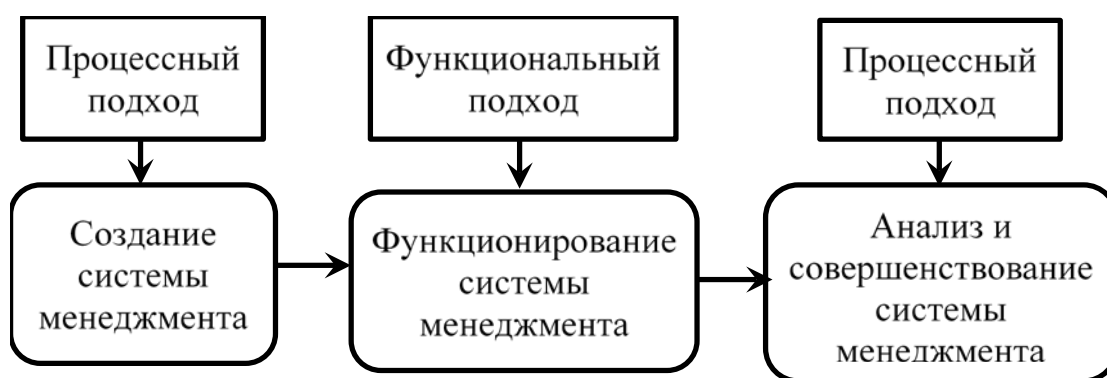 Процессный
подход
Функциональный
подход
Процессный
подход
Создание
системы
менеджмента
Функционирование
системы
менеджмента
Анализ и
совершенствование
системы
менеджмента